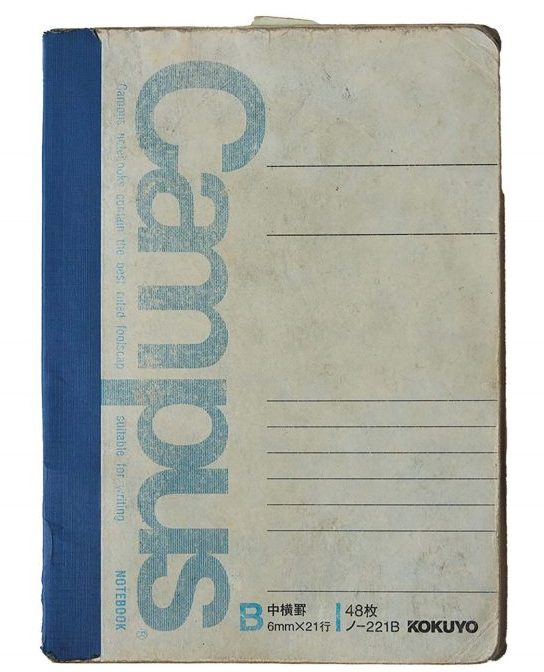 Campus®
Campus notebooks contain the best ruled foolscap suitable for writing NOTEBOOK
B 中横罫 48枚
6mm×21行 ノ-221B KOKUYO